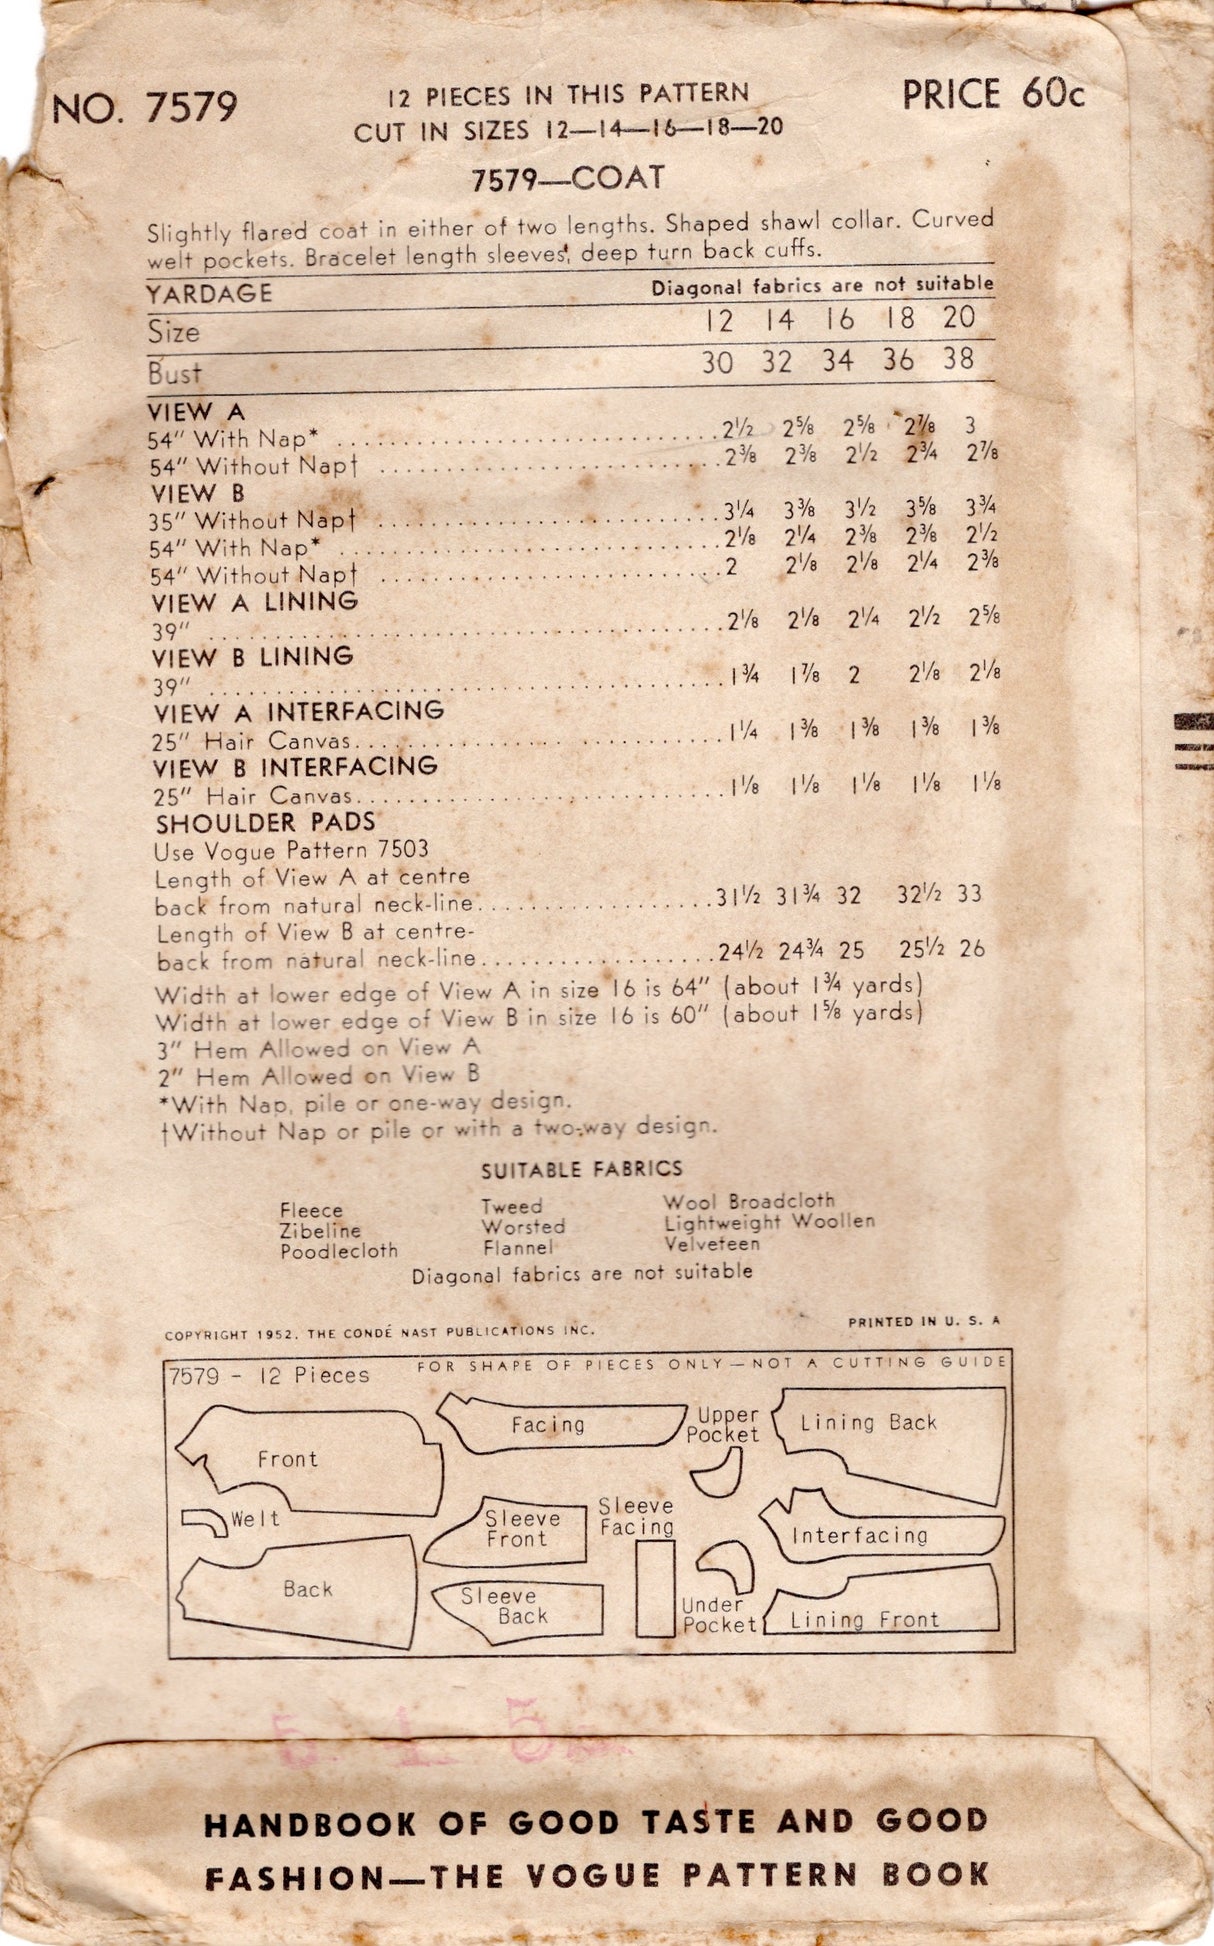 NO. 7579
12 PIECES IN THIS PATTERN
PRICE 60c
CUT IN SIZES 12—14—16—18—20
7579—COAT
Slightly flared coat in either of two lengths. Shaped shawl collar. Curved
welt pockets. Bracelet length sleeves, deep turn back cuffs.
YARDAGE Diagonal fabrics are not suitable
Size 12 14 16 18 20
Bust 30 32 34 36 38
VIEW A
54" With Nap* 2½ 2⅝ 2⅝ 2⅞ 3
54" Without Nap† 2⅜ 2⅜ 2½ 2¾ 2⅞
VIEW B
35" Without Nap† 3¼ 3⅜ 3½ 3⅝ 3¾
54" With Nap* 2⅛ 2¼ 2⅜ 2⅜ 2½
54" Without Nap† 2 2⅛ 2⅛ 2¼ 2⅜
VIEW A LINING
39" 2⅛ 2⅛ 2¼ 2½ 2⅝
VIEW B LINING
39" 1¾ 1⅞ 2 2⅛ 2⅛
VIEW A INTERFACING
25" Hair Canvas 1¼ 1⅜ 1⅜ 1⅜ 1⅜
VIEW B INTERFACING
25" Hair Canvas 1⅛ 1⅛ 1⅛ 1⅛ 1⅛
SHOULDER PADS
Use Vogue Pattern 7503
Length of View A at centre
back from natural neck-line 31½ 31¾ 32 32½ 33
Length of View B at centre-
back from natural neck-line 24½ 24¾ 25 25½ 26
Width at lower edge of View A in size 16 is 64" (about 1¾ yards)
Width at lower edge of View B in size 16 is 60" (about 1⅝ yards)
3" Hem Allowed on View A
2" Hem Allowed on View B
*With Nap, pile or one-way design.
†Without Nap or pile or with a two-way design.
SUITABLE FABRICS
Fleece Tweed Wool Broadcloth
Zibeline Worsted Lightweight Woollen
Poodlecloth Flannel Velveteen
Diagonal fabrics are not suitable
COPYRIGHT 1952, THE CONDÉ NAST PUBLICATIONS INC.
PRINTED IN U. S. A
7579 - 12 Pieces
FOR SHAPE OF PIECES ONLY—NOT A CUTTING GUIDE
Front
Facing
Upper
Pocket
Lining Back
Welt
Sleeve
Front
Sleeve
Facing
Interfacing
Back
Sleeve
Back
Under
Pocket
Lining Front
HANDBOOK OF GOOD TASTE AND GOOD
FASHION—THE VOGUE PATTERN BOOK